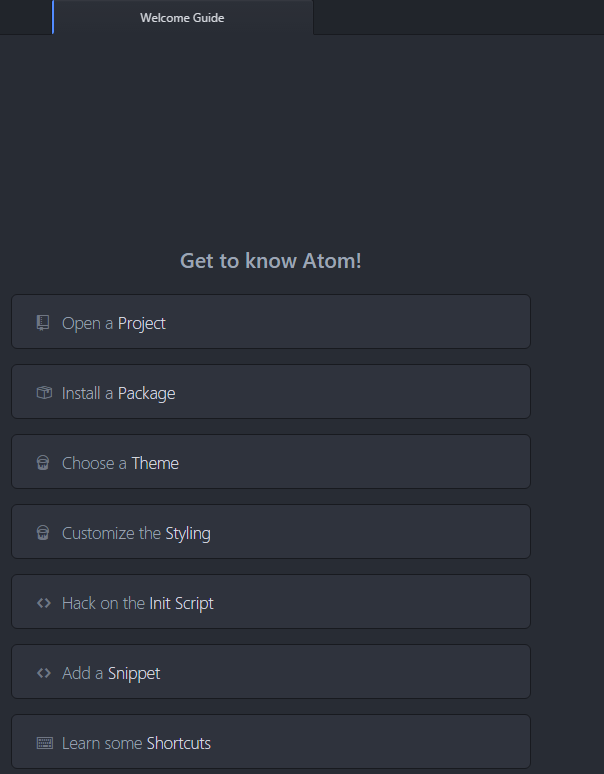 Welcome Guide
Get to know Atom!
Open a Project
Install a Package
Choose a Theme
Customize the Styling
Hack on the Init Script
Add a Snippet
Learn some Shortcuts